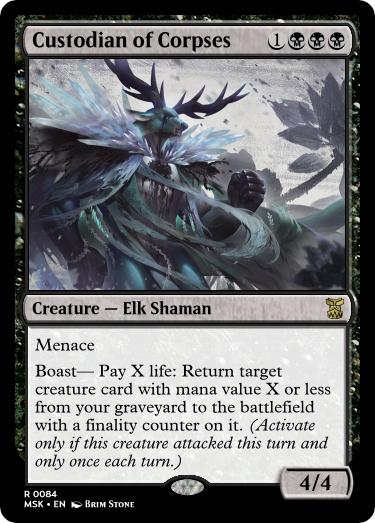 Custodian of Corpses 1
Creature — Elk Shaman
Menace
Boast— Pay X life: Return target
creature card with mana value X or less
from your graveyard to the battlefield
with a finality counter on it. (Activate
only if this creature attacked this turn and
only once each turn.)
4/4
R 0084
MSK • EN Brim Stone